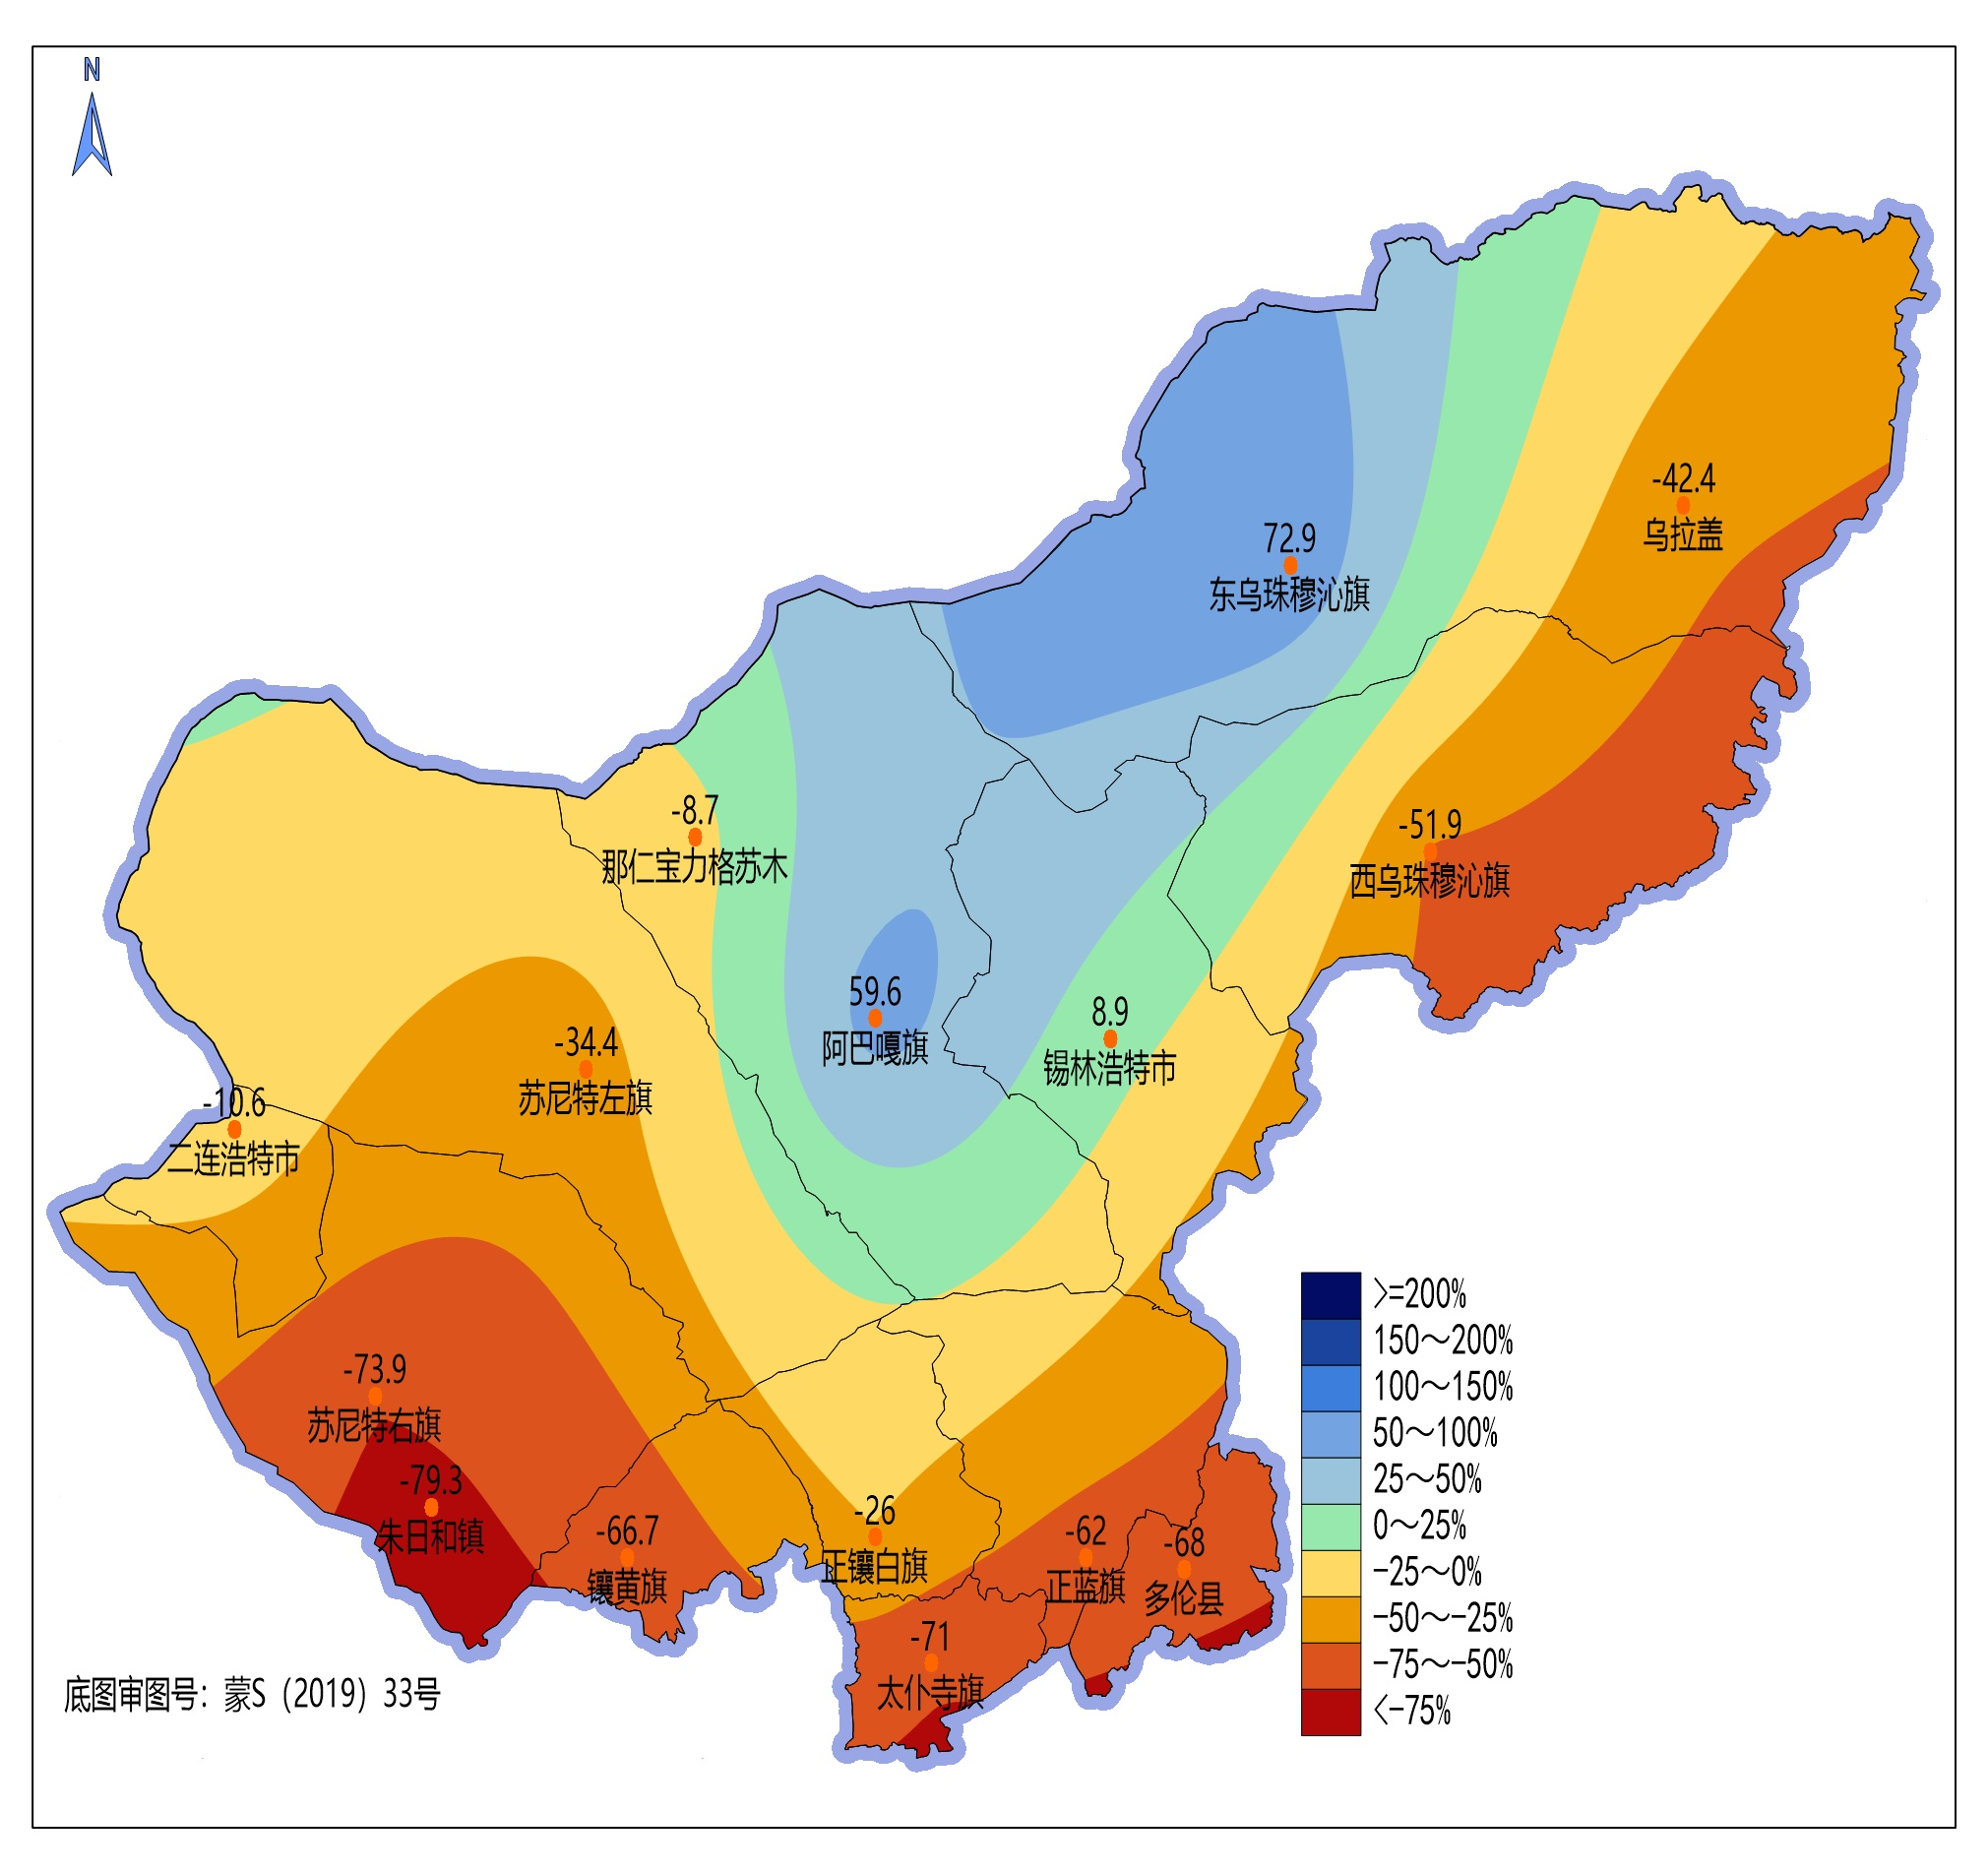 N
-42.4
乌拉盖
72.9
东乌珠穆沁旗
-8.7
那仁宝力格苏木
-51.9
西乌珠穆沁旗
59.6
阿巴嘎旗
8.9
锡林浩特市
-34.4
苏尼特左旗
-10.6
二连浩特市
-73.9
苏尼特右旗
-79.3
朱日和镇
-66.7
镶黄旗
-26
正镶白旗
-62
正蓝旗
-68
多伦县
-71
太仆寺旗
>=200%
150～200%
100～150%
50～100%
25～50%
0～25%
-25～0%
-50～-25%
-75～-50%
<-75%
底图审图号：蒙S（2019）33号